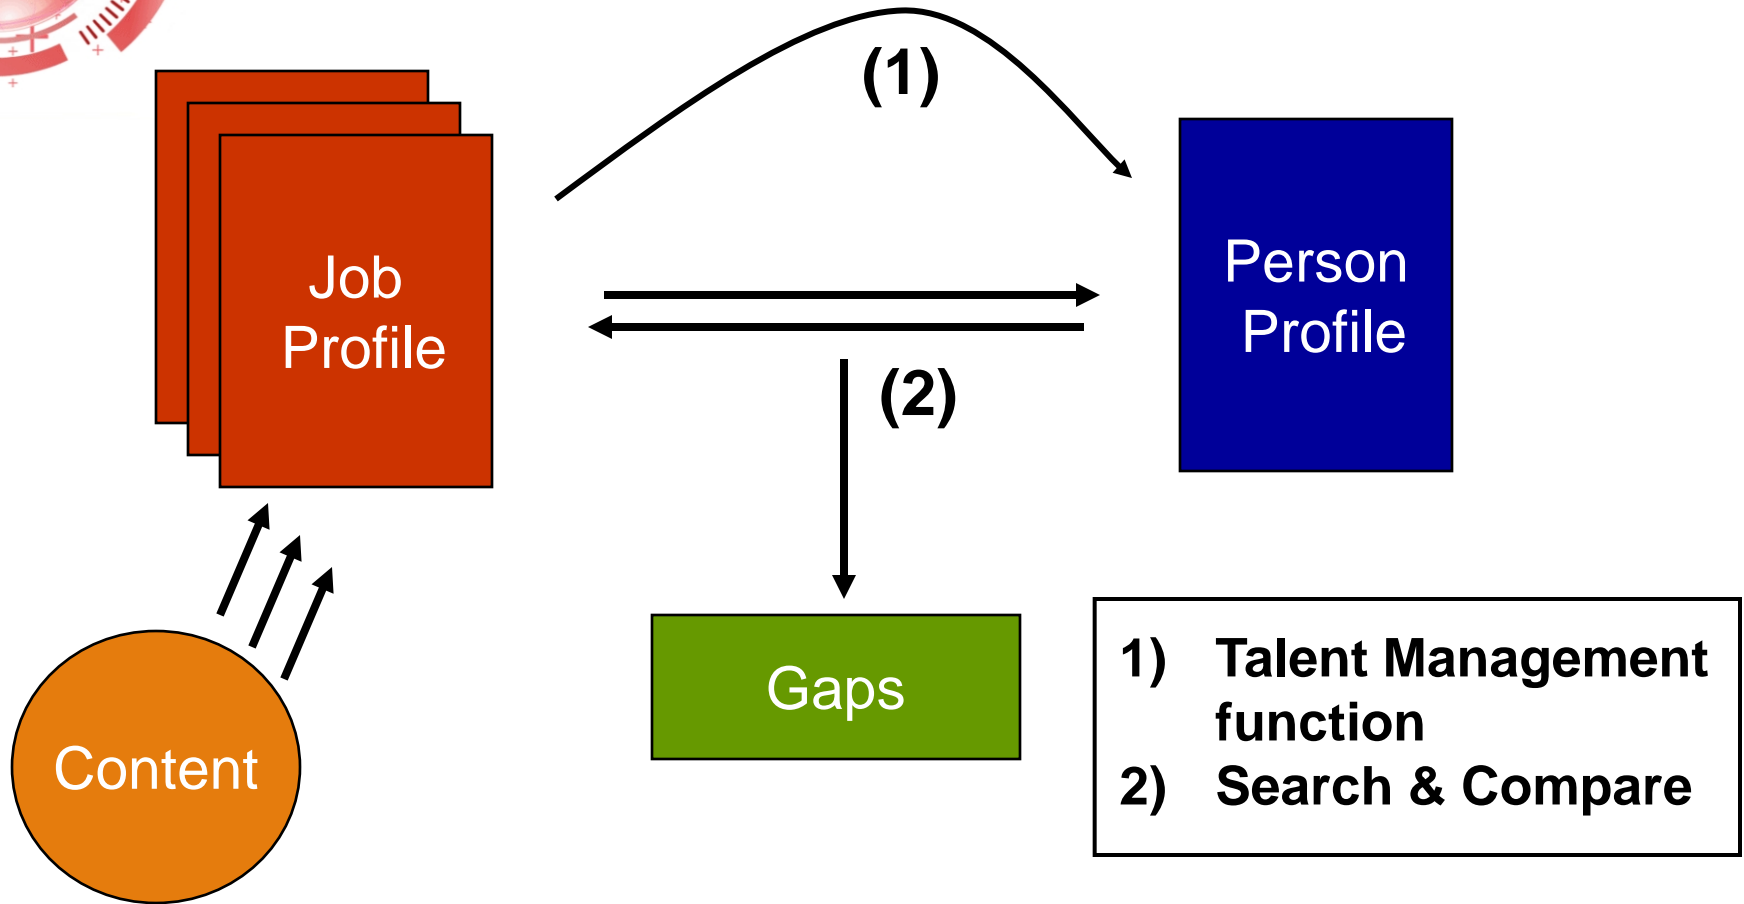 (1)
Job
Profile
Person
Profile
(2)
Gaps
Content
1) Talent Management
function
2) Search & Compare